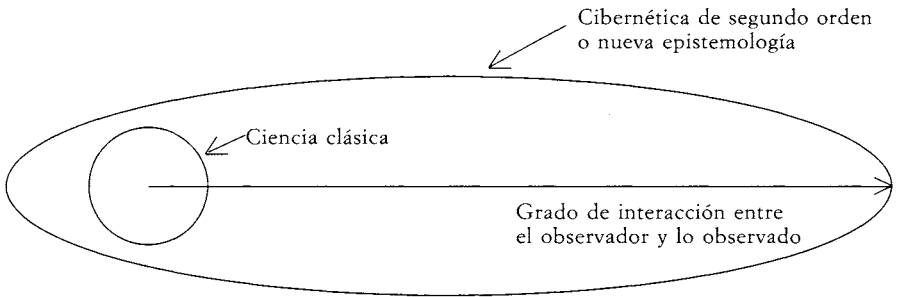 Cibernética de segundo orden
o nueva epistemología
Ciencia clásica
Grado de interacción entre
el observador y lo observado